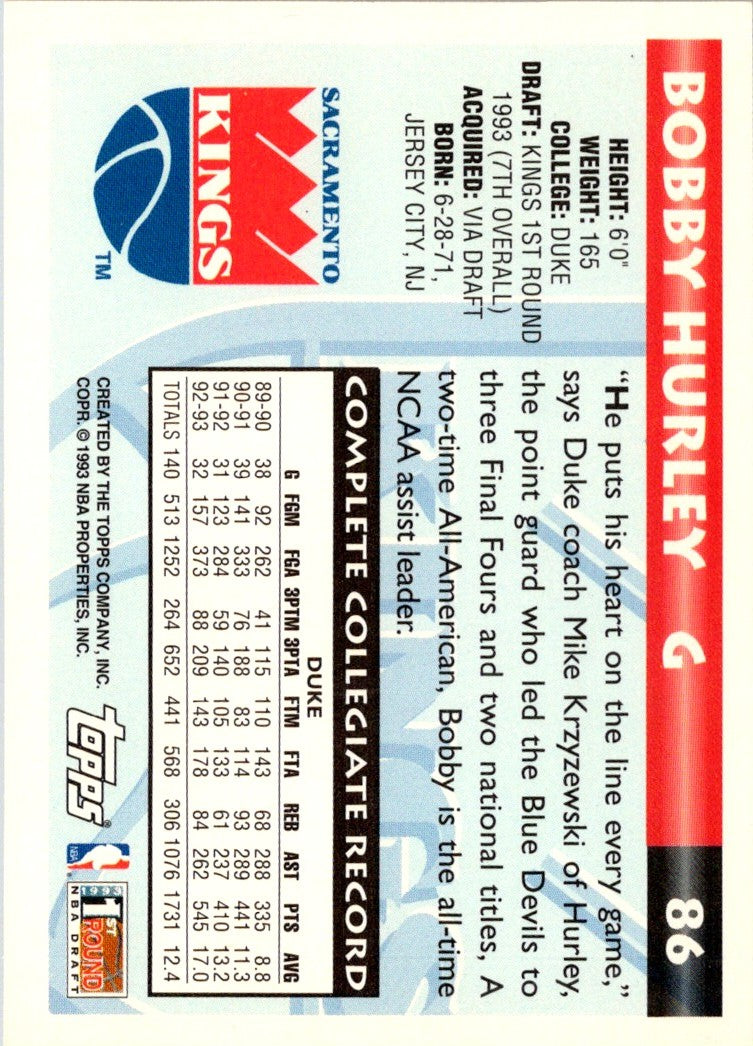 BOBBY HURLEY G 86
HEIGHT: 6'0"
WEIGHT: 165
COLLEGE: DUKE
DRAFT: KINGS 1ST ROUND
1993 (7TH OVERALL)
ACQUIRED: VIA DRAFT
BORN: 6-28-71,
JERSEY CITY, NJ
SACRAMENTO
KINGS
TM
“He puts his heart on the line every game,”
says Duke coach Mike Krzyzewski of Hurley,
the point guard who led the Blue Devils to
three Final Fours and two national titles, A
two-time All-American, Bobby is the all-time
NCAA assist leader.
COMPLETE COLLEGIATE RECORD
DUKE
G FGM FGA 3PTM 3PTA FTM FTA REB AST PTS AVG
89-90 38 92 262 41 115 110 143 68 288 335 8.8
90-91 39 141 333 76 188 83 114 93 289 441 11.3
91-92 31 123 284 59 140 105 133 61 237 410 13.2
92-93 32 157 373 88 209 143 178 84 262 545 17.0
TOTALS 140 513 1252 264 652 441 568 306 1076 1731 12.4
CREATED BY THE TOPPS COMPANY, INC.
COPR. © 1993 NBA PROPERTIES, INC.
topps®
NBA
1993
1ST
ROUND
NBA DRAFT